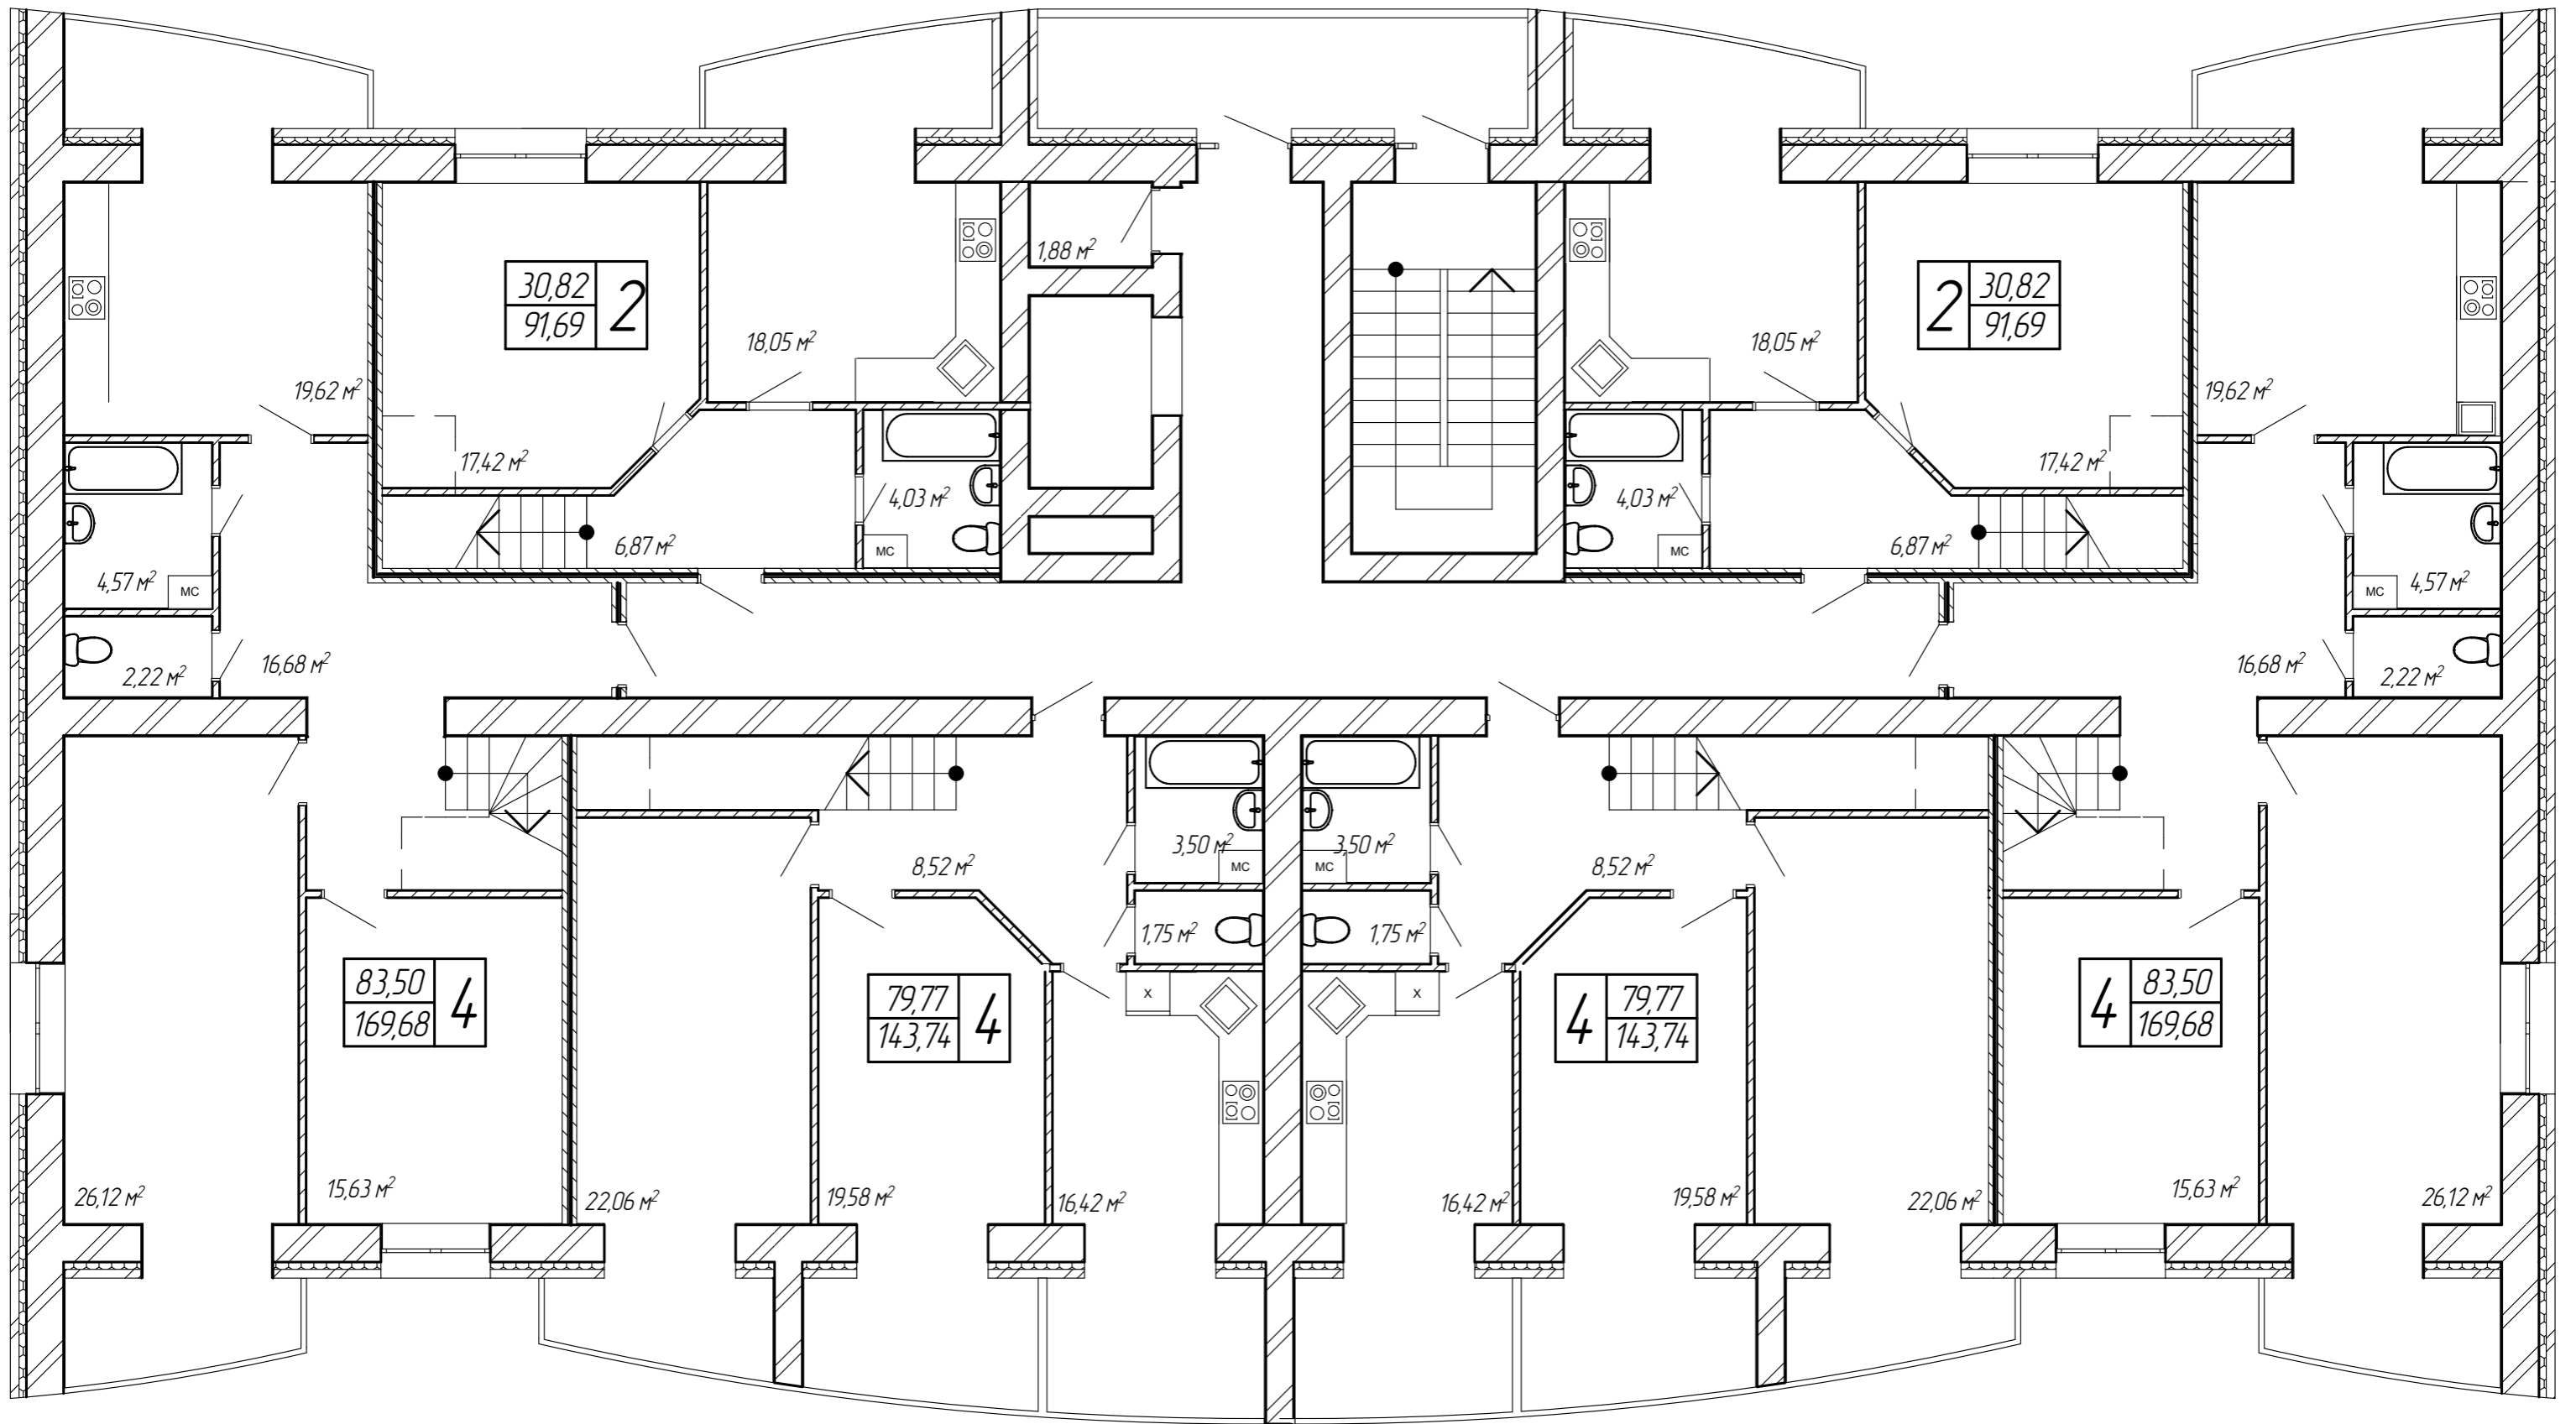 1,88 м²
30,82
91,69
2
2
30,82
91,69
18,05 м²
18,05 м²
19,62 м²
19,62 м²
17,42 м²
17,42 м²
4,03 м²
4,03 м²
6,87 м²
МС
МС
6,87 м²
4,57 м²
МС
МС
4,57 м²
2,22 м²
16,68 м²
16,68 м²
2,22 м²
3,50 м²
3,50 м²
8,52 м²
МС
МС
8,52 м²
1,75 м²
1,75 м²
83,50
169,68
4
79,77
143,74
4
Х
Х
4
79,77
143,74
4
83,50
169,68
26,12 м²
15,63 м²
22,06 м²
19,58 м²
16,42 м²
16,42 м²
19,58 м²
22,06 м²
15,63 м²
26,12 м²